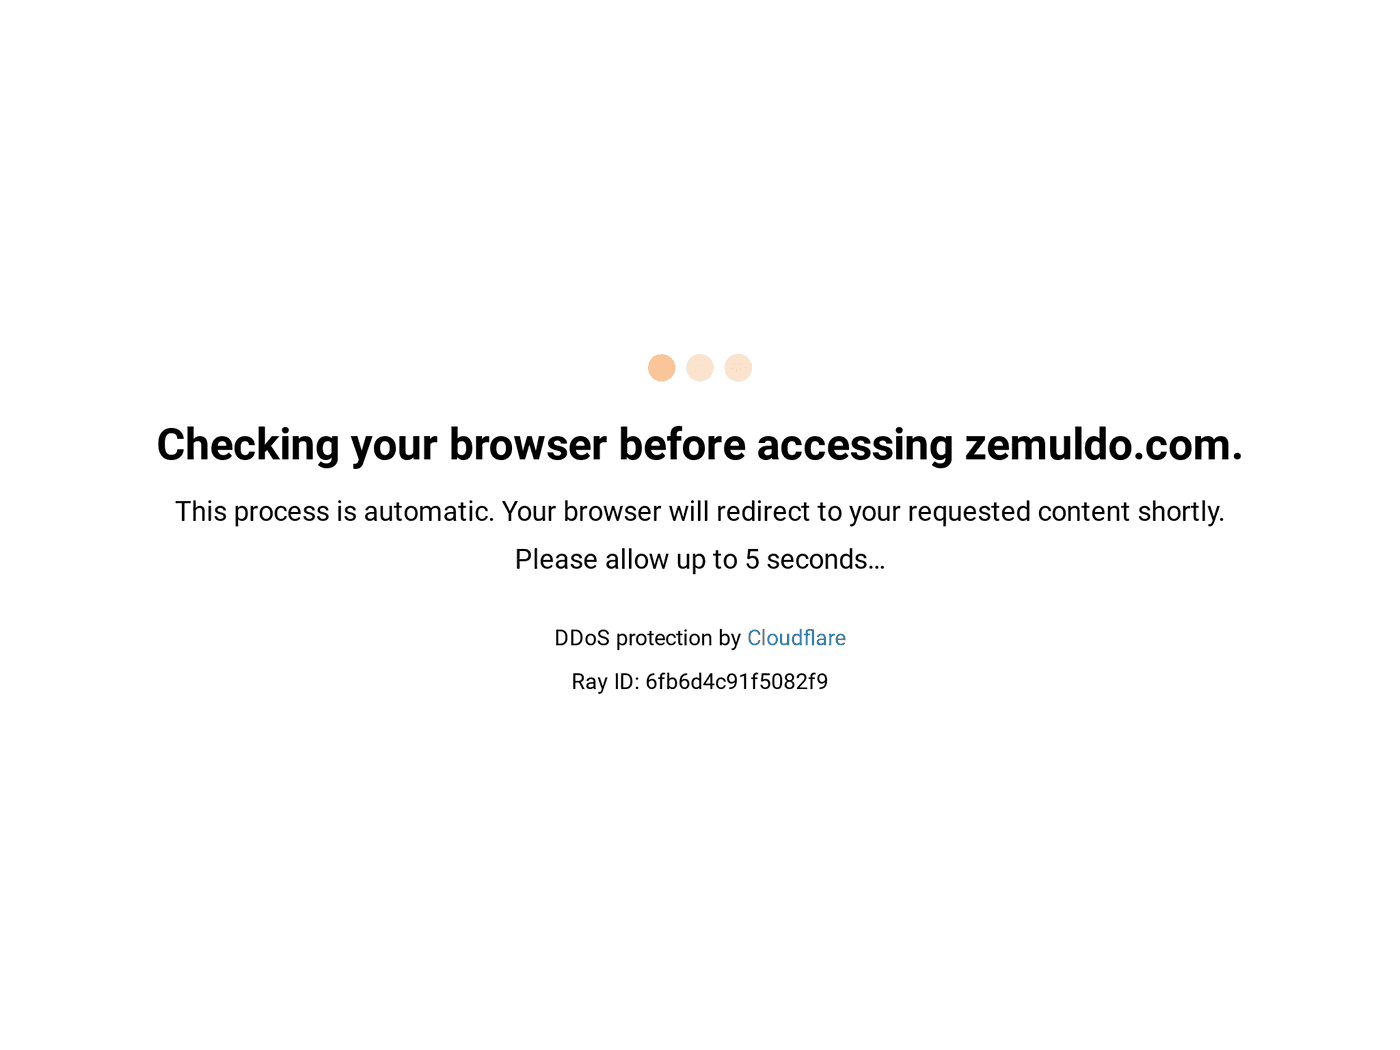 Checking your browser before accessing zemuldo.com.
This process is automatic. Your browser will redirect to your requested content shortly.
Please allow up to 5 seconds…
DDoS protection by Cloudflare
Ray ID: 6fb6d4c91f5082f9